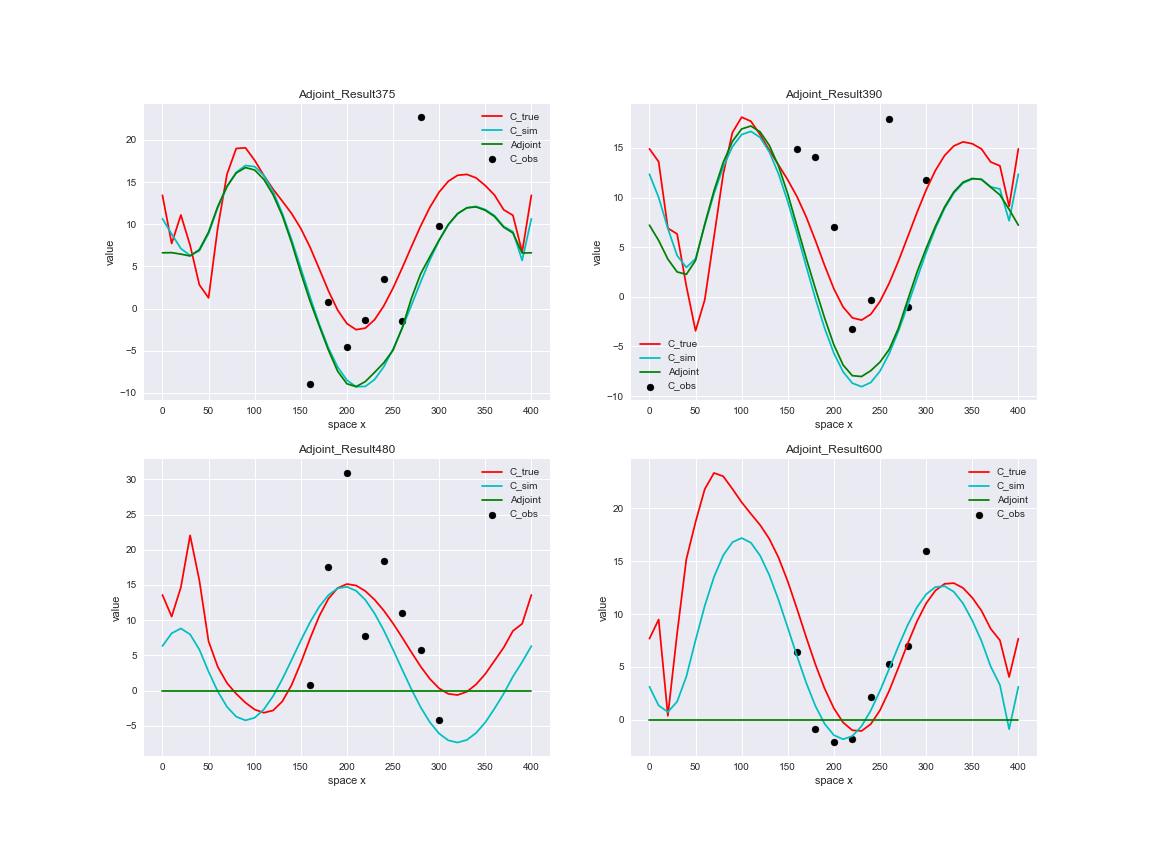 Adjoint_Result375
C_true
C_sim
Adjoint
C_obs
value
20
15
10
5
0
−5
−10
0 50 100 150 200 250 300 350 400
space x
Adjoint_Result390
value
15
10
5
0
−5
−10
C_true
C_sim
Adjoint
C_obs
0 50 100 150 200 250 300 350 400
space x
Adjoint_Result480
C_true
C_sim
Adjoint
C_obs
value
30
25
20
15
10
5
0
−5
0 50 100 150 200 250 300 350 400
space x
Adjoint_Result600
C_true
C_sim
Adjoint
C_obs
value
20
15
10
5
0
0 50 100 150 200 250 300 350 400
space x